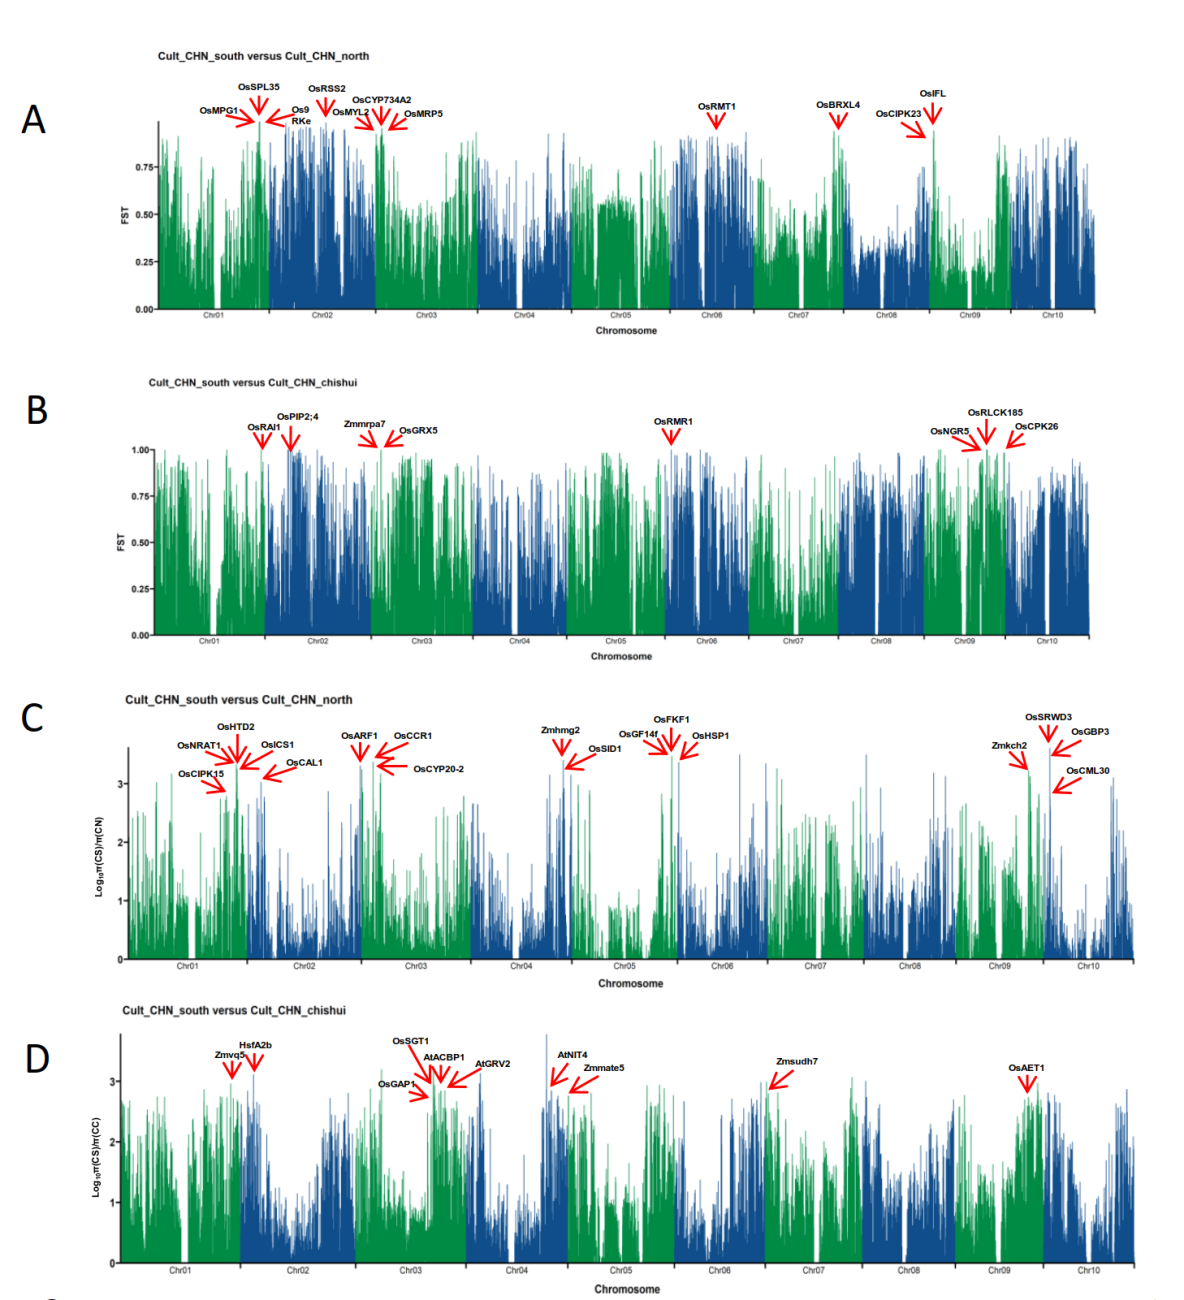 A
Cult_CHN_south versus Cult_CHN_north
OsSPL35
OsMPG1
Os9
RKe
OsRSS2
OsMYL2
OsCYP734A2
OsMRP5
OsRMT1
OsBRXL4
OsCIPK23
OsIFL
FST
0.75
0.50
0.25
0.00
Chr01 Chr02 Chr03 Chr04 Chr05 Chr06 Chr07 Chr08 Chr09 Chr10
Chromosome
B
Cult_CHN_south versus Cult_CHN_chishui
OsRAI1
OsPIP2;4
Zmmrpa7
OsGRX5
OsRMR1
OsNGR5
OsRLCK185
OsCPK26
FST
1.00
0.75
0.50
0.25
0.00
Chr01 Chr02 Chr03 Chr04 Chr05 Chr06 Chr07 Chr08 Chr09 Chr10
Chromosome
C
Cult_CHN_south versus Cult_CHN_north
OsHTD2
OsNRAT1
OsICS1
OsCIPK15
OsCAL1
OsARF1
OsCCR1
OsCYP20-2
Zmhmg2
OsSID1
OsGF14f
OsFKF1
OsHSP1
Zmkch2
OsSRWD3
OsGBP3
OsCML30
Log₁₀π(CS)/π(CN)
3
2
1
0
Chr01 Chr02 Chr03 Chr04 Chr05 Chr06 Chr07 Chr08 Chr09 Chr10
Chromosome
D
Cult_CHN_south versus Cult_CHN_chishui
Zmvq5
HsfA2b
OsSGT1
AtACBP1
AtGRV2
OsGAP1
AtNIT4
Zmmate5
Zmsudh7
OsAET1
Log₁₀π(CS)/π(CC)
3
2
1
0
Chr01 Chr02 Chr03 Chr04 Chr05 Chr06 Chr07 Chr08 Chr09 Chr10
Chromosome